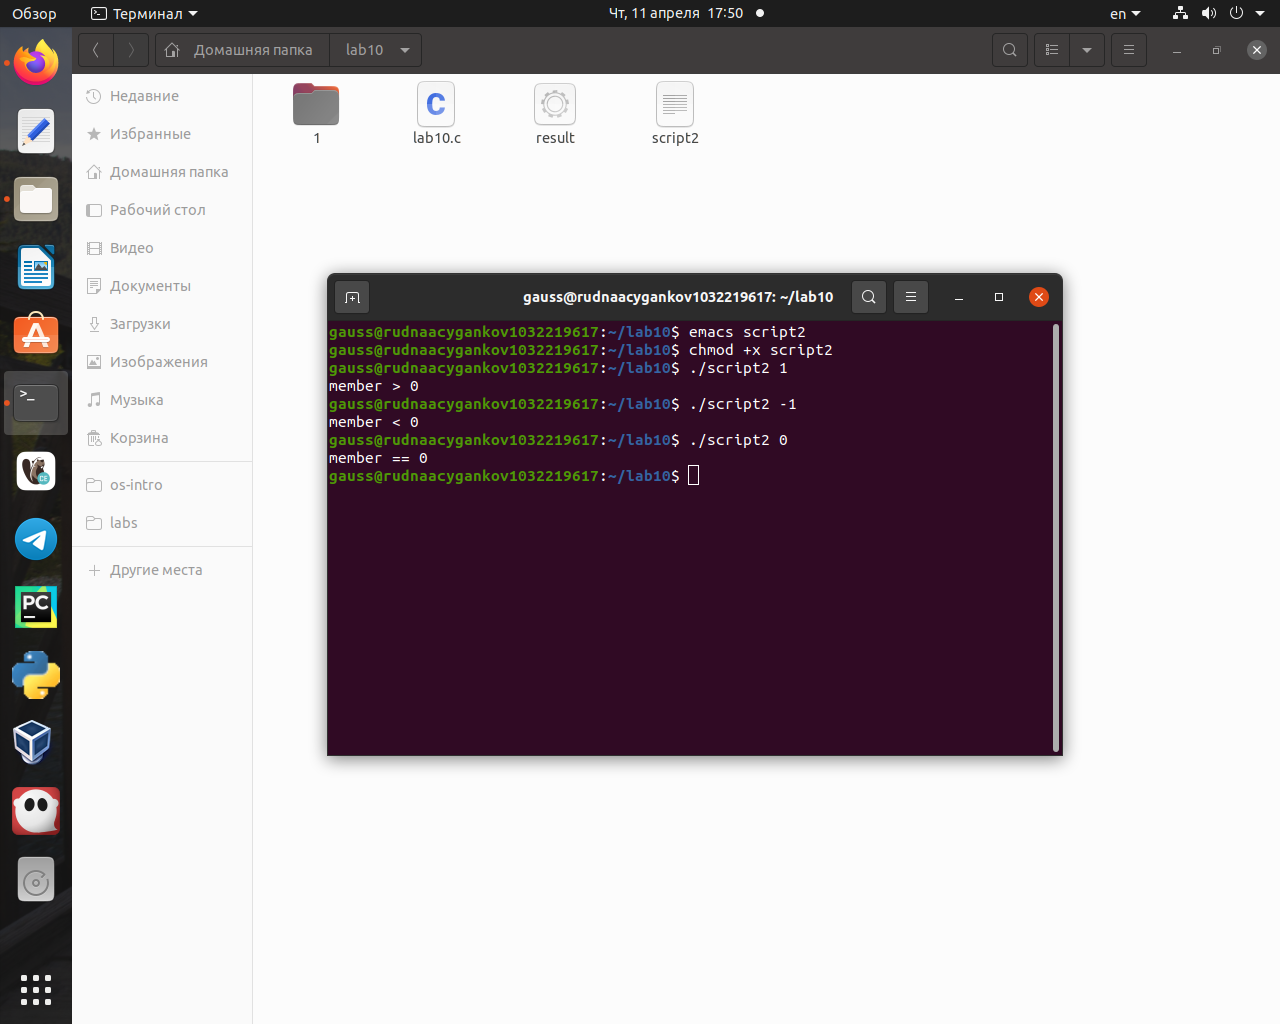 Обзор
Терминал
Чт, 11 апреля 17:50
en
Домашняя папка
lab10
Недавние
Избранные
Домашняя папка
Рабочий стол
Видео
Документы
Загрузки
Изображения
Музыка
Корзина
os-intro
labs
Другие места
C
1
lab10.c
result
script2
>_
CE
PC
gauss@rudnaacygankov1032219617: ~/lab10
gauss@rudnaacygankov1032219617:~/lab10$ emacs script2
gauss@rudnaacygankov1032219617:~/lab10$ chmod +x script2
gauss@rudnaacygankov1032219617:~/lab10$ ./script2 1
member > 0
gauss@rudnaacygankov1032219617:~/lab10$ ./script2 -1
member < 0
gauss@rudnaacygankov1032219617:~/lab10$ ./script2 0
member == 0
gauss@rudnaacygankov1032219617:~/lab10$